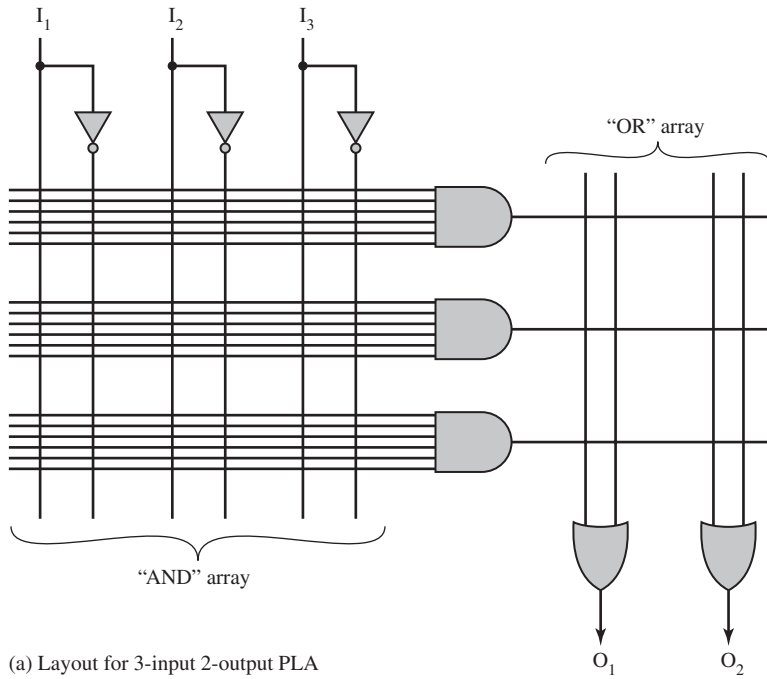 I₁ I₂ I₃
“OR” array
“AND” array
(a) Layout for 3-input 2-output PLA
O₁ O₂